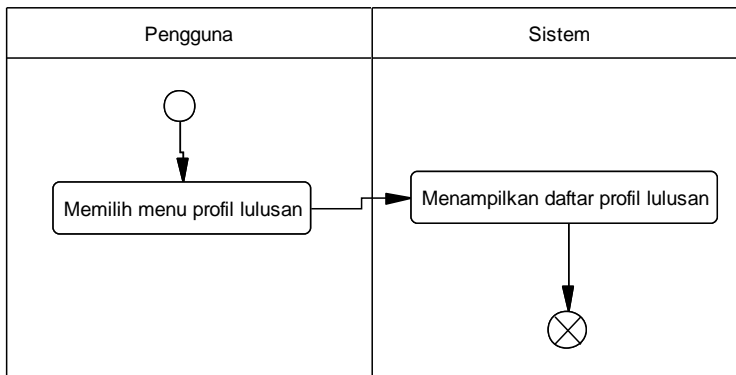 Pengguna
Sistem
Memilih menu profil lulusan
Menampilkan daftar profil lulusan